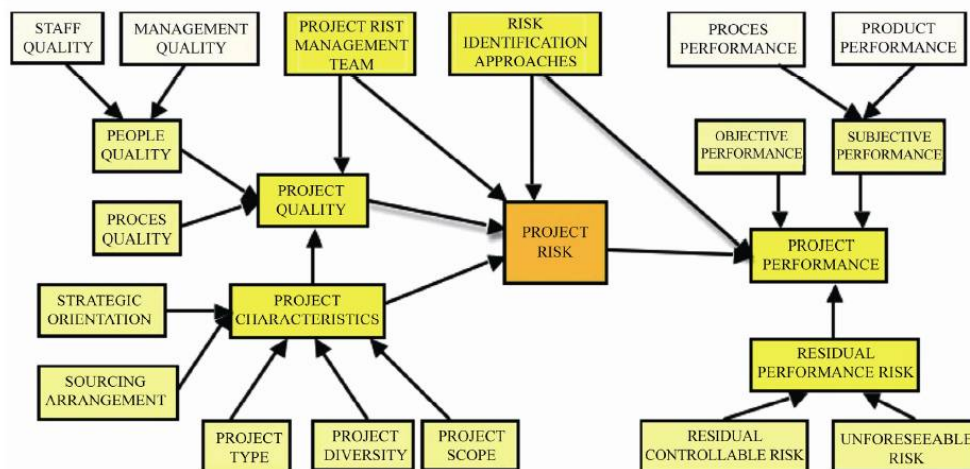 STAFF
QUALITY
MANAGEMENT
QUALITY
PROJECT RIST
MANAGEMENT
TEAM
RISK
IDENTIFICATION
APPROACHES
PROCES
PERFORMANCE
PRODUCT
PERFORMANCE
PEOPLE
QUALITY
OBJECTIVE
PERFORMANCE
SUBJECTIVE
PERFORMANCE
PROCES
QUALITY
PROJECT
QUALITY
PROJECT
RISK
PROJECT
PERFORMANCE
STRATEGIC
ORIENTATION
PROJECT
CHARACTERISTICS
SOURCING
ARRANGEMENT
RESIDUAL
PERFORMANCE RISK
PROJECT
TYPE
PROJECT
DIVERSITY
PROJECT
SCOPE
RESIDUAL
CONTROLLABLE RISK
UNFORESEEABLE
RISK